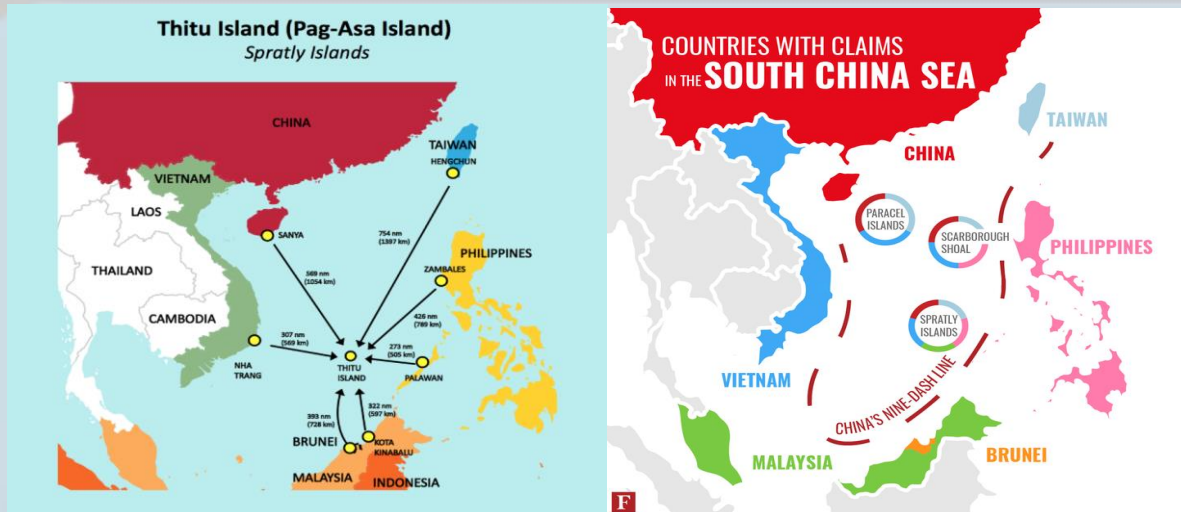 Thitu Island (Pag-Asa Island)
Spratly Islands
CHINA
TAIWAN
HENGCHUN
VIETNAM
LAOS
SANYA
754 nm
(1397 km)
PHILIPPINES
THAILAND
ZAMBALES
569 nm
(1054 km)
CAMBODIA
426 nm
(789 km)
307 nm
(569 km)
273 nm
(505 km)
NHA
TRANG
THITU
ISLAND
PALAWAN
393 nm
(728 km)
322 nm
(597 km)
BRUNEI
KOTA
KINABALU
MALAYSIA
INDONESIA
COUNTRIES WITH CLAIMS
IN THE SOUTH CHINA SEA
TAIWAN
CHINA
PARACEL
ISLANDS
SCARBOROUGH
SHOAL
PHILIPPINES
SPRATLY
ISLANDS
VIETNAM
CHINA'S NINE-DASH LINE
MALAYSIA
BRUNEI
F